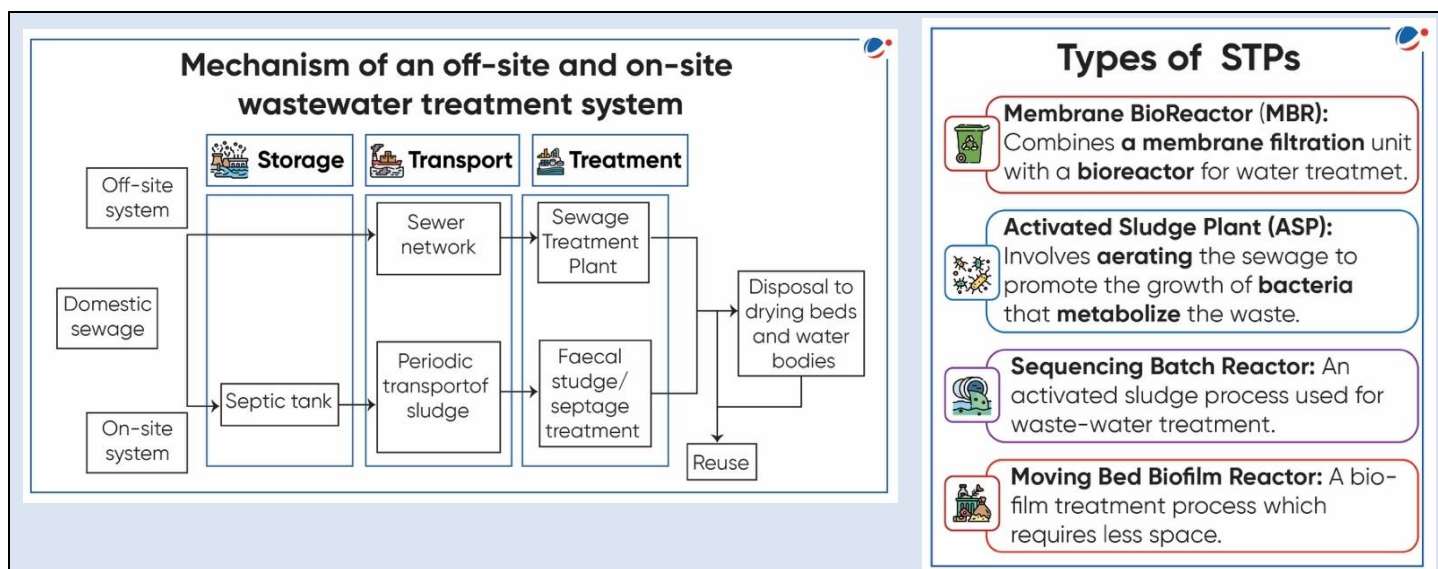 Mechanism of an off-site and on-site
wastewater treatment system
Storage
Transport
Treatment
Off-site
system
Sewer
network
Sewage
Treatment
Plant
Domestic
sewage
Disposal to
drying beds
and water
bodies
Septic tank
Periodic
transportof
sludge
Faecal
studge/
septage
treatment
On-site
system
Reuse
Types of STPs
Membrane BioReactor (MBR):
Combines a membrane filtration unit
with a bioreactor for water treatmet.
Activated Sludge Plant (ASP):
Involves aerating the sewage to
promote the growth of bacteria
that metabolize the waste.
Sequencing Batch Reactor: An
activated sludge process used for
waste-water treatment.
Moving Bed Biofilm Reactor: A bio-
film treatment process which
requires less space.